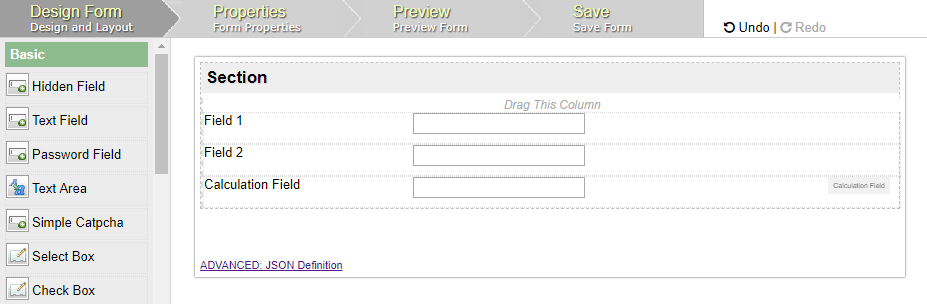 Design Form
Design and Layout
Properties
Form Properties
Preview
Preview Form
Save
Save Form
Undo | Redo
Basic
Hidden Field
Text Field
Password Field
Text Area
Simple Catpcha
Select Box
Check Box
Section
Drag This Column
Field 1
Field 2
Calculation Field
Calculation Field
ADVANCED: JSON Definition